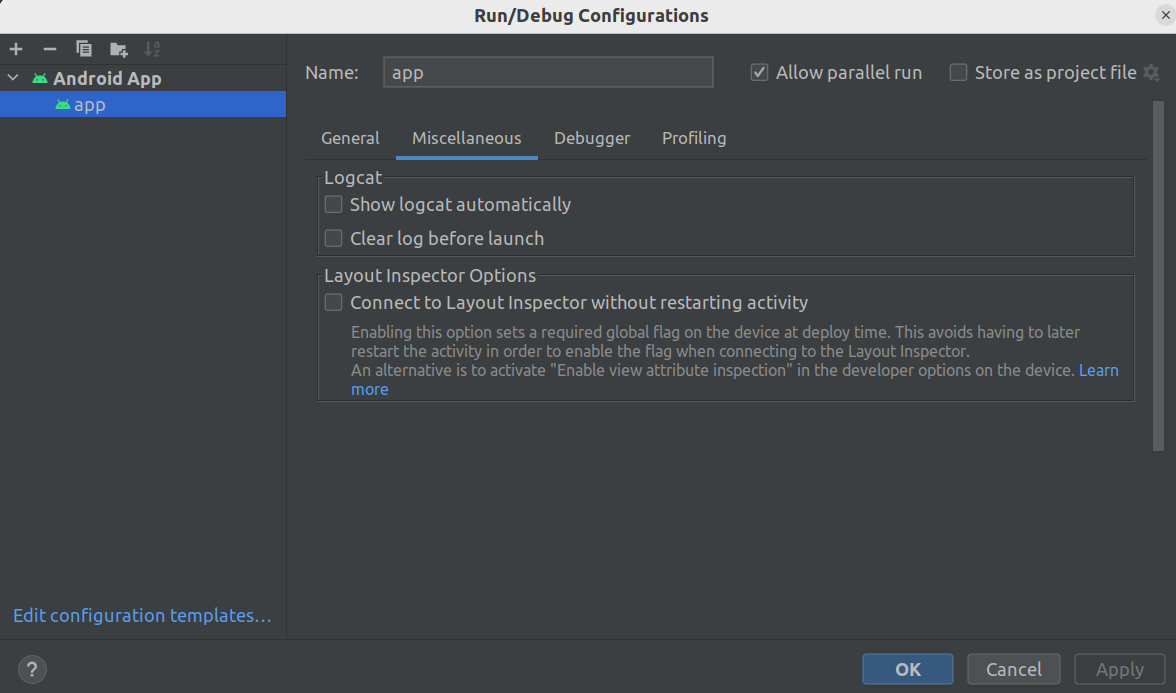 Run/Debug Configurations
Android App
app
Edit configuration templates...
Name:
app
Allow parallel run
Store as project file
General
Miscellaneous
Debugger
Profiling
Logcat
Show logcat automatically
Clear log before launch
Layout Inspector Options
Connect to Layout Inspector without restarting activity
Enabling this option sets a required global flag on the device at deploy time. This avoids having to later
restart the activity in order to enable the flag when connecting to the Layout Inspector.
An alternative is to activate "Enable view attribute inspection" in the developer options on the device. Learn
more
?
OK
Cancel
Apply